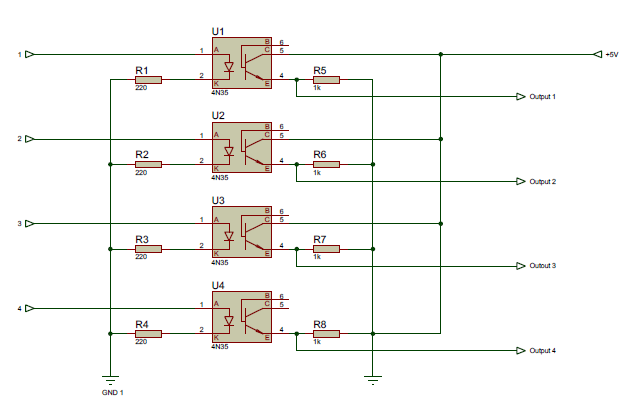 U1
1 1 A B 6
C 5 +5V
R1 2 K E 4 R5
220 4N35 1k
Output 1
U2
2 1 A B 6
C 5
R2 2 K E 4 R6
220 4N35 1k
Output 2
U3
3 1 A B 6
C 5
R3 2 K E 4 R7
220 4N35 1k
Outout 3
U4
4 1 A B 6
C 5
R4 2 K E 4 R8
220 4N35 1k
Output 4
GND 1